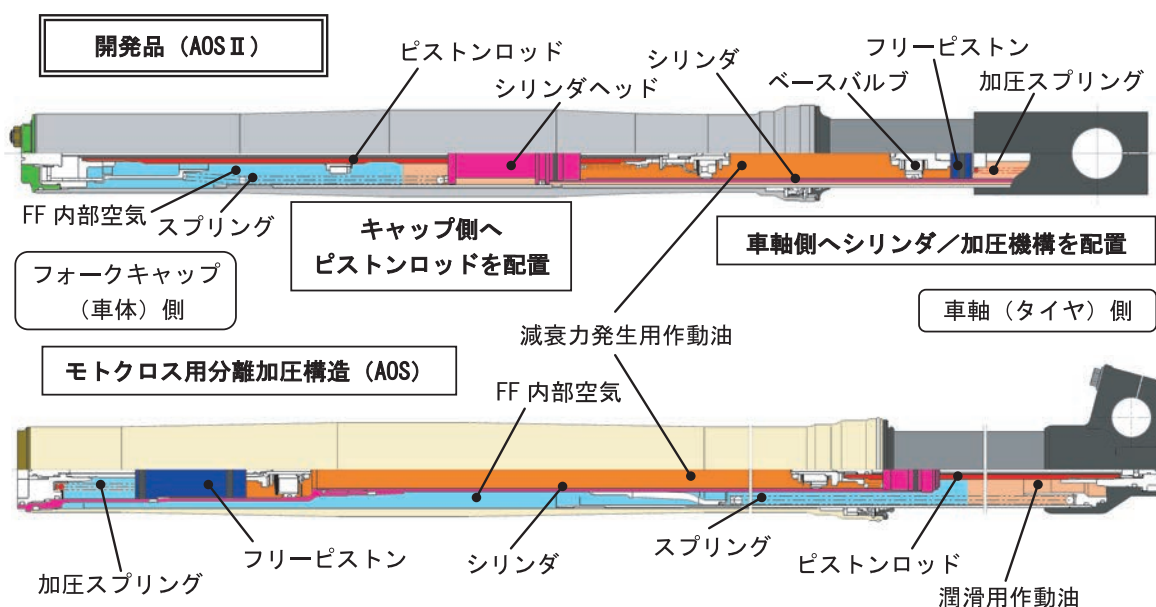 開発品（AOSⅡ）
ピストンロッド
シリンダヘッド
シリンダ
ベースバルブ
フリーピストン
加圧スプリング
FF 内部空気
スプリング
キャップ側へ
ピストンロッドを配置
車軸側へシリンダ／加圧機構を配置
フォークキャップ
（車体）側
車軸（タイヤ）側
減衰力発生用作動油
モトクロス用分離加圧構造（AOS）
FF 内部空気
加圧スプリング
フリーピストン
シリンダ
スプリング
ピストンロッド
潤滑用作動油